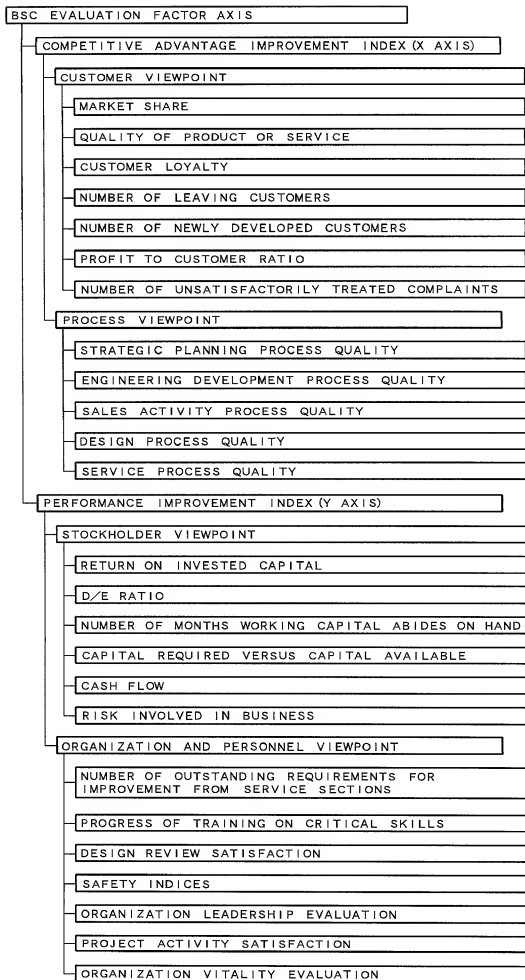 BSC EVALUATION FACTOR AXIS
COMPETITIVE ADVANTAGE IMPROVEMENT INDEX (X AXIS)
CUSTOMER VIEWPOINT
MARKET SHARE
QUALITY OF PRODUCT OR SERVICE
CUSTOMER LOYALTY
NUMBER OF LEAVING CUSTOMERS
NUMBER OF NEWLY DEVELOPED CUSTOMERS
PROFIT TO CUSTOMER RATIO
NUMBER OF UNSATISFACTORILY TREATED COMPLAINTS
PROCESS VIEWPOINT
STRATEGIC PLANNING PROCESS QUALITY
ENGINEERING DEVELOPMENT PROCESS QUALITY
SALES ACTIVITY PROCESS QUALITY
DESIGN PROCESS QUALITY
SERVICE PROCESS QUALITY
PERFORMANCE IMPROVEMENT INDEX (Y AXIS)
STOCKHOLDER VIEWPOINT
RETURN ON INVESTED CAPITAL
D/E RATIO
NUMBER OF MONTHS WORKING CAPITAL ABIDES ON HAND
CAPITAL REQUIRED VERSUS CAPITAL AVAILABLE
CASH FLOW
RISK INVOLVED IN BUSINESS
ORGANIZATION AND PERSONNEL VIEWPOINT
NUMBER OF OUTSTANDING REQUIREMENTS FOR
IMPROVEMENT FROM SERVICE SECTIONS
PROGRESS OF TRAINING ON CRITICAL SKILLS
DESIGN REVIEW SATISFACTION
SAFETY INDICES
ORGANIZATION LEADERSHIP EVALUATION
PROJECT ACTIVITY SATISFACTION
ORGANIZATION VITALITY EVALUATION